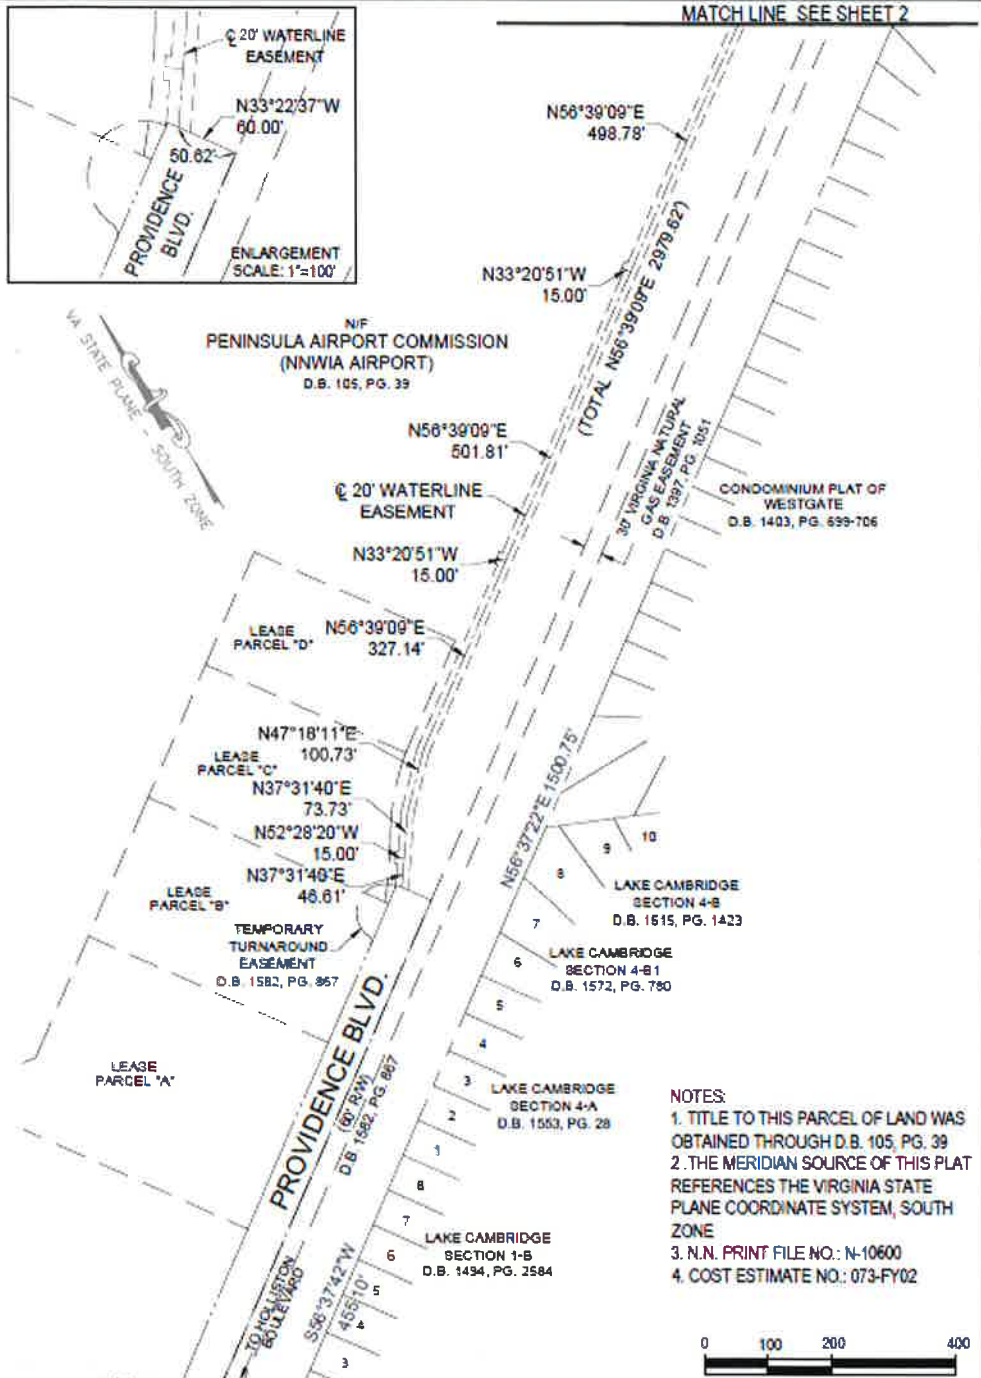 MATCH LINE SEE SHEET 2
℄ 20' WATERLINE
EASEMENT
N33°22'37"W
60.00'
50.62'
PROVIDENCE
BLVD.
ENLARGEMENT
SCALE: 1"=100'
VA STATE PLANE - SOUTH ZONE
N/F
PENINSULA AIRPORT COMMISSION
(NNWIA AIRPORT)
D.B. 105, PG. 39
N56°39'09"E
498.78'
N33°20'51"W
15.00'
(TOTAL N56°39'09"E 2979.62')
N56°39'09"E
501.81'
℄ 20' WATERLINE
EASEMENT
30' VIRGINIA NATURAL
GAS EASEMENT
D.B. 1397, PG. 1051
CONDOMINIUM PLAT OF
WESTGATE
D.B. 1403, PG. 699-706
N33°20'51"W
15.00'
LEASE
PARCEL "D"
N56°39'09"E
327.14'
N47°18'11"E
100.73'
LEASE
PARCEL "C"
N37°31'40"E
73.73'
N52°28'20"W
15.00'
N37°31'40"E
46.61'
LEASE
PARCEL "B"
TEMPORARY
TURNAROUND
EASEMENT
D.B. 1582, PG. 867
N56°37'22"E 1500.75'
10
9
8
LAKE CAMBRIDGE
SECTION 4-B
D.B. 1615, PG. 1423
7
6
LAKE CAMBRIDGE
SECTION 4-B1
D.B. 1572, PG. 780
5
4
LEASE
PARCEL "A"
PROVIDENCE BLVD.
(60' R/W)
D.B. 1582, PG. 867
3
LAKE CAMBRIDGE
SECTION 4-A
D.B. 1553, PG. 28
2
1
8
7
LAKE CAMBRIDGE
SECTION 1-B
D.B. 1494, PG. 2584
6
5
4
3
S56°37'42"W
455.10'
TO HOLLISTON
BOULEVARD
NOTES:
1. TITLE TO THIS PARCEL OF LAND WAS
OBTAINED THROUGH D.B. 105, PG. 39
2 .THE MERIDIAN SOURCE OF THIS PLAT
REFERENCES THE VIRGINIA STATE
PLANE COORDINATE SYSTEM, SOUTH
ZONE
3. N.N. PRINT FILE NO.: N-10600
4. COST ESTIMATE NO.: 073-FY02
0 100 200 400